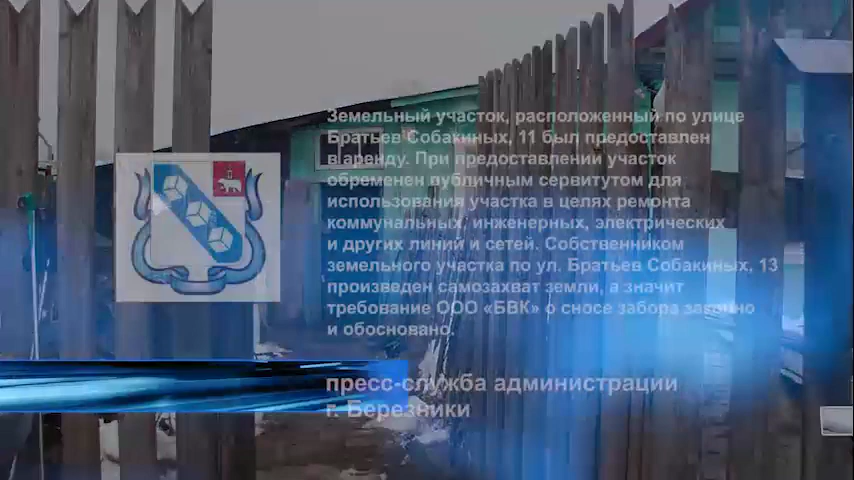 Земельный участок, расположенный по улице
Братьев Собакиных, 11 был предоставлен
в аренду. При предоставлении участок
обременен публичным сервитутом для
использования участка в целях ремонта
коммунальных, инженерных, электрических
и других линий и сетей. Собственником
земельного участка по ул. Братьев Собакиных, 13
произведен самозахват земли, а значит
требование ООО «БВК» о сносе забора законно
и обосновано.
пресс-служба администрации
г. Березники